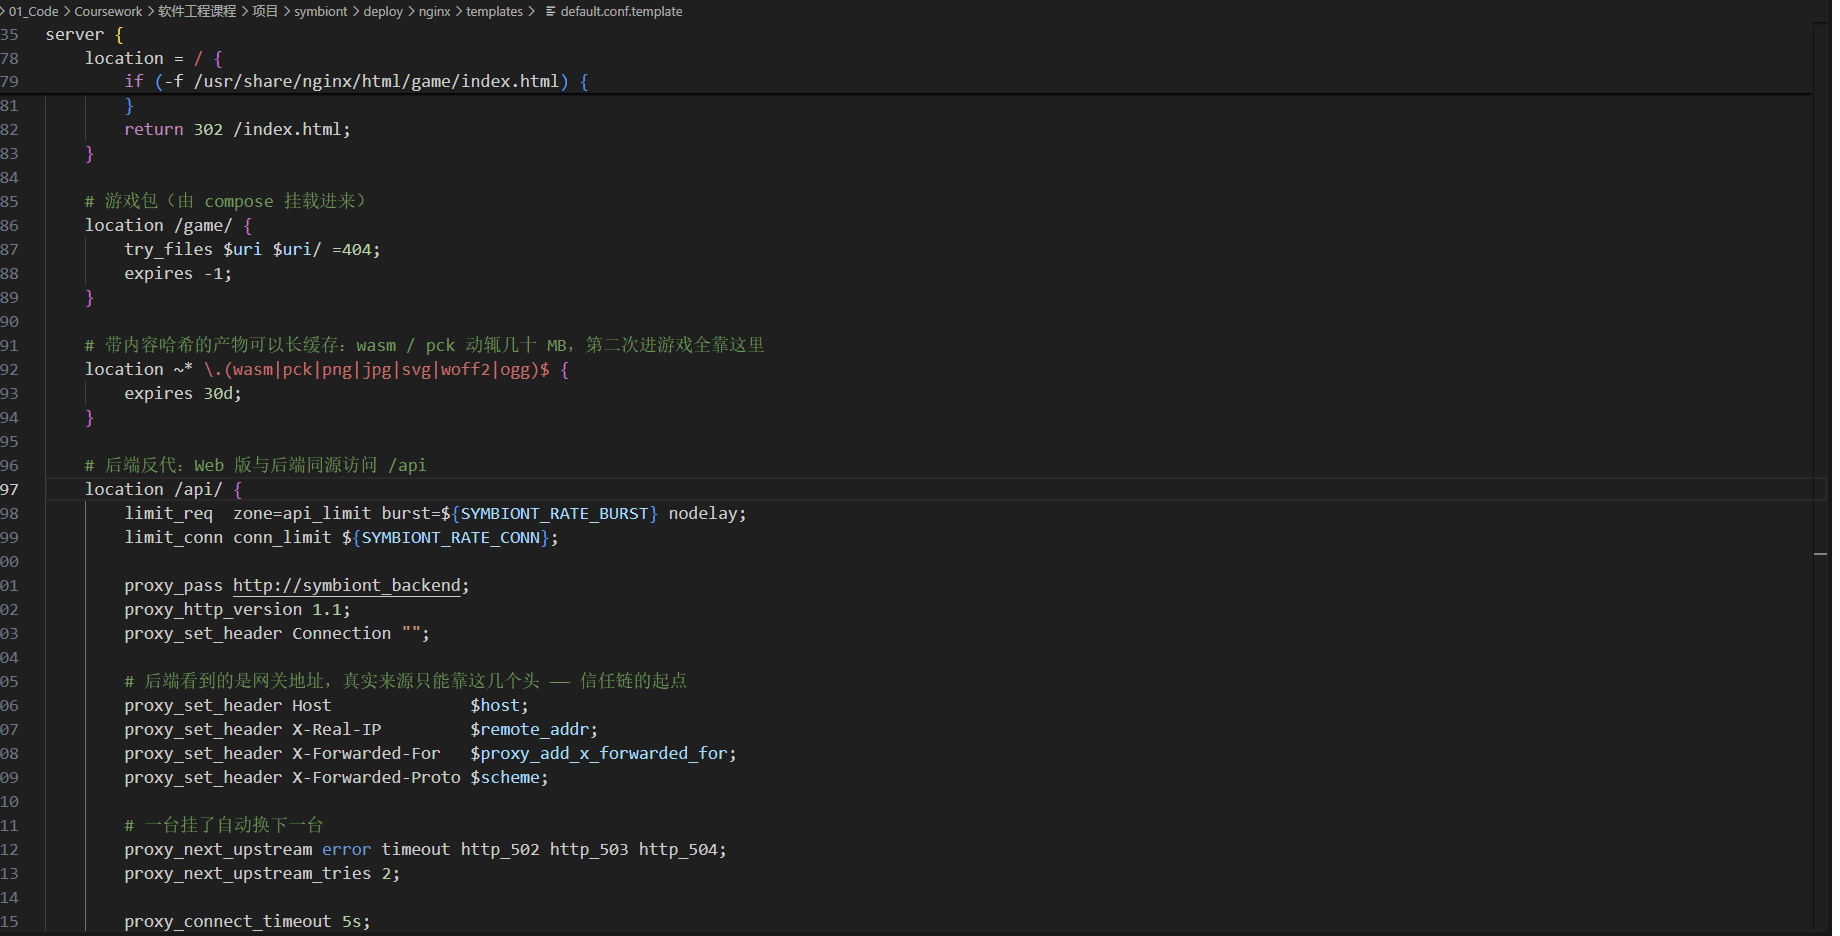 01_Code > Coursework > 软件工程课程 > 项目 > symbiont > deploy > nginx > templates > default.conf.template
35 server {
78 location = / {
79 if (-f /usr/share/nginx/html/game/index.html) {
81 }
82 return 302 /index.html;
83 }
84
85 # 游戏包（由 compose 挂载进来）
86 location /game/ {
87 try_files $uri $uri/ =404;
88 expires -1;
89 }
90
91 # 带内容哈希的产物可以长缓存：wasm / pck 动辄几十 MB，第二次进游戏全靠这里
92 location ~* \.(wasm|pck|png|jpg|svg|woff2|ogg)$ {
93 expires 30d;
94 }
95
96 # 后端反代：Web 版与后端同源访问 /api
97 location /api/ {
98 limit_req  zone=api_limit burst=${SYMBIONT_RATE_BURST} nodelay;
99 limit_conn conn_limit ${SYMBIONT_RATE_CONN};
00
01 proxy_pass http://symbiont_backend;
02 proxy_http_version 1.1;
03 proxy_set_header Connection "";
04
05 # 后端看到的是网关地址，真实来源只能靠这几个头 —— 信任链的起点
06 proxy_set_header Host              $host;
07 proxy_set_header X-Real-IP         $remote_addr;
08 proxy_set_header X-Forwarded-For   $proxy_add_x_forwarded_for;
09 proxy_set_header X-Forwarded-Proto $scheme;
10
11 # 一台挂了自动换下一台
12 proxy_next_upstream error timeout http_502 http_503 http_504;
13 proxy_next_upstream_tries 2;
14
15 proxy_connect_timeout 5s;